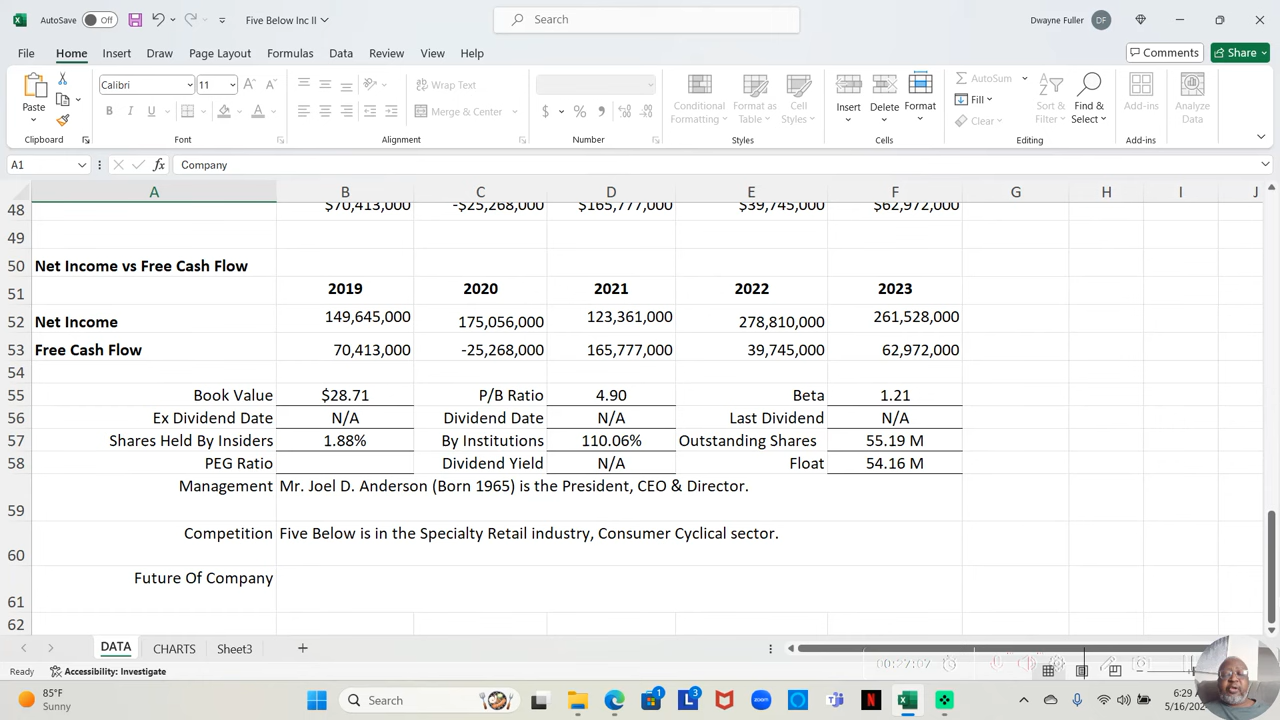 AutoSave Off Five Below Inc II Search Dwayne Fuller DF
File Home Insert Draw Page Layout Formulas Data Review View Help Comments Share
Calibri 11 Wrap Text AutoSum
Paste B I U A Merge & Center $ % Conditional Formatting Format as Table Cell Styles Insert Delete Format Fill Clear Sort & Filter Find & Select Add-ins Analyze Data
Clipboard Font Alignment Number Styles Cells Editing Add-ins
A1 fx Company
A B C D E F G H I J
48 $70,413,000 -$25,268,000 $165,777,000 $39,745,000 $62,972,000
49
50 Net Income vs Free Cash Flow
51 2019 2020 2021 2022 2023
52 Net Income 149,645,000 175,056,000 123,361,000 278,810,000 261,528,000
53 Free Cash Flow 70,413,000 -25,268,000 165,777,000 39,745,000 62,972,000
54
55 Book Value $28.71 P/B Ratio 4.90 Beta 1.21
56 Ex Dividend Date N/A Dividend Date N/A Last Dividend N/A
57 Shares Held By Insiders 1.88% By Institutions 110.06% Outstanding Shares 55.19 M
58 PEG Ratio Dividend Yield N/A Float 54.16 M
59 Management Mr. Joel D. Anderson (Born 1965) is the President, CEO & Director.
60 Competition Five Below is in the Specialty Retail industry, Consumer Cyclical sector.
61 Future Of Company
62
DATA CHARTS Sheet3
Ready Accessibility: Investigate 00:27:07
85°F Search 6:29
Sunny 5/16/202